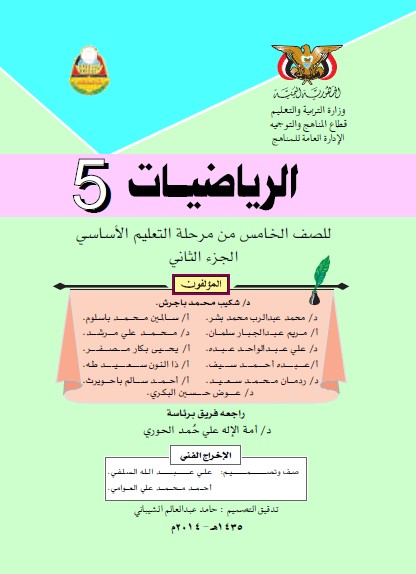 الجمهورية اليمنية
وزارة التربية والتعليم
قطاع المناهج والتوجيه
الإدارة العامة للمناهج
الرياضيات 5
للصف الخامس من مرحلة التعليم الأساسي
الجزء الثاني
المؤلفون
د/ شكيب محمد باجرش.
د/ محمد عبدالرب محمد بشر. أ/ سالمين محمد باسلوم.
أ/ مريم عبدالجبار سلمان. د/ محمد علي مرشد.
د/ علي عبدالواحد عبده. أ/ يحيى بكار مصفر.
أ/ عبده أحمد سيف. أ/ ذا النون سعيد طه.
د/ ردمان محمد سعيد. أ/ أحمد سالم باحويرث.
د/ عوض حسين البكري.
راجعه فريق برئاسة
د/ أمة الإله علي حُمد الحوري
الإخراج الفني
صف وتصميم: علي عبد الله السلفي.
أحمد محمد علي العوامي.
تدقيق التصميم: حامد عبدالعالم الشيباني
١٤٣٥هـ - ٢٠١٤م